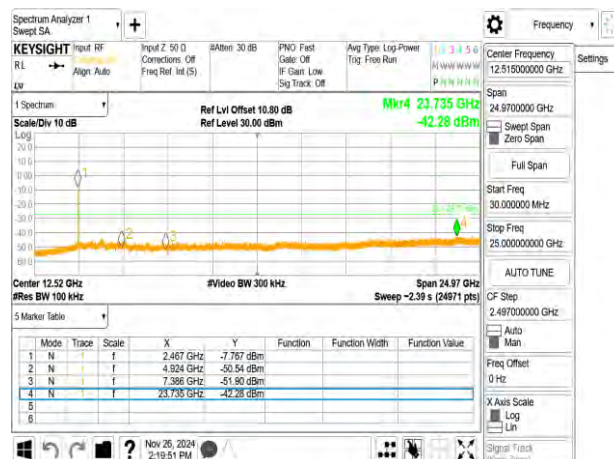 Spectrum Analyzer 1
Swept SA
Frequency
KEYSIGHT Input: RF
RL
Align: Auto
Input Z: 50 Ω
Corrections: Off
Freq Ref: Int (S)
#Atten: 30 dB
PNO: Fast
Gate: Off
IF Gain: Low
Sig Track: Off
Avg Type: Log-Power
Trig: Free Run
1 2 3 4 5 6
M W W W W W
P N N N N N
Center Frequency
12.515000000 GHz
Settings
Span
24.9700000 GHz
Swept Span
Zero Span
Full Span
Start Freq
30.000000 MHz
Stop Freq
25.000000000 GHz
AUTO TUNE
CF Step
2.497000000 GHz
Auto
Man
Freq Offset
0 Hz
X Axis Scale
Log
Lin
Signal Track
1 Spectrum
Scale/Div 10 dB
Ref Lvl Offset 10.80 dB
Ref Level 30.00 dBm
Mkr4 23.735 GHz
-42.28 dBm
Log
20.0
10.0
0.00
-10.0
-20.0
-30.0
-40.0
-50.0
-60.0
1
2
3
4
Center 12.52 GHz
#Res BW 100 kHz
#Video BW 300 kHz
Span 24.97 GHz
Sweep ~2.39 s (24971 pts)
5 Marker Table
Mode Trace Scale X Y Function Function Width Function Value
1 N 1 f 2.467 GHz -7.767 dBm
2 N 1 f 4.924 GHz -50.54 dBm
3 N 1 f 7.386 GHz -51.90 dBm
4 N 1 f 23.735 GHz -42.28 dBm
5
6
?
Nov 26, 2024
2:19:51 PM